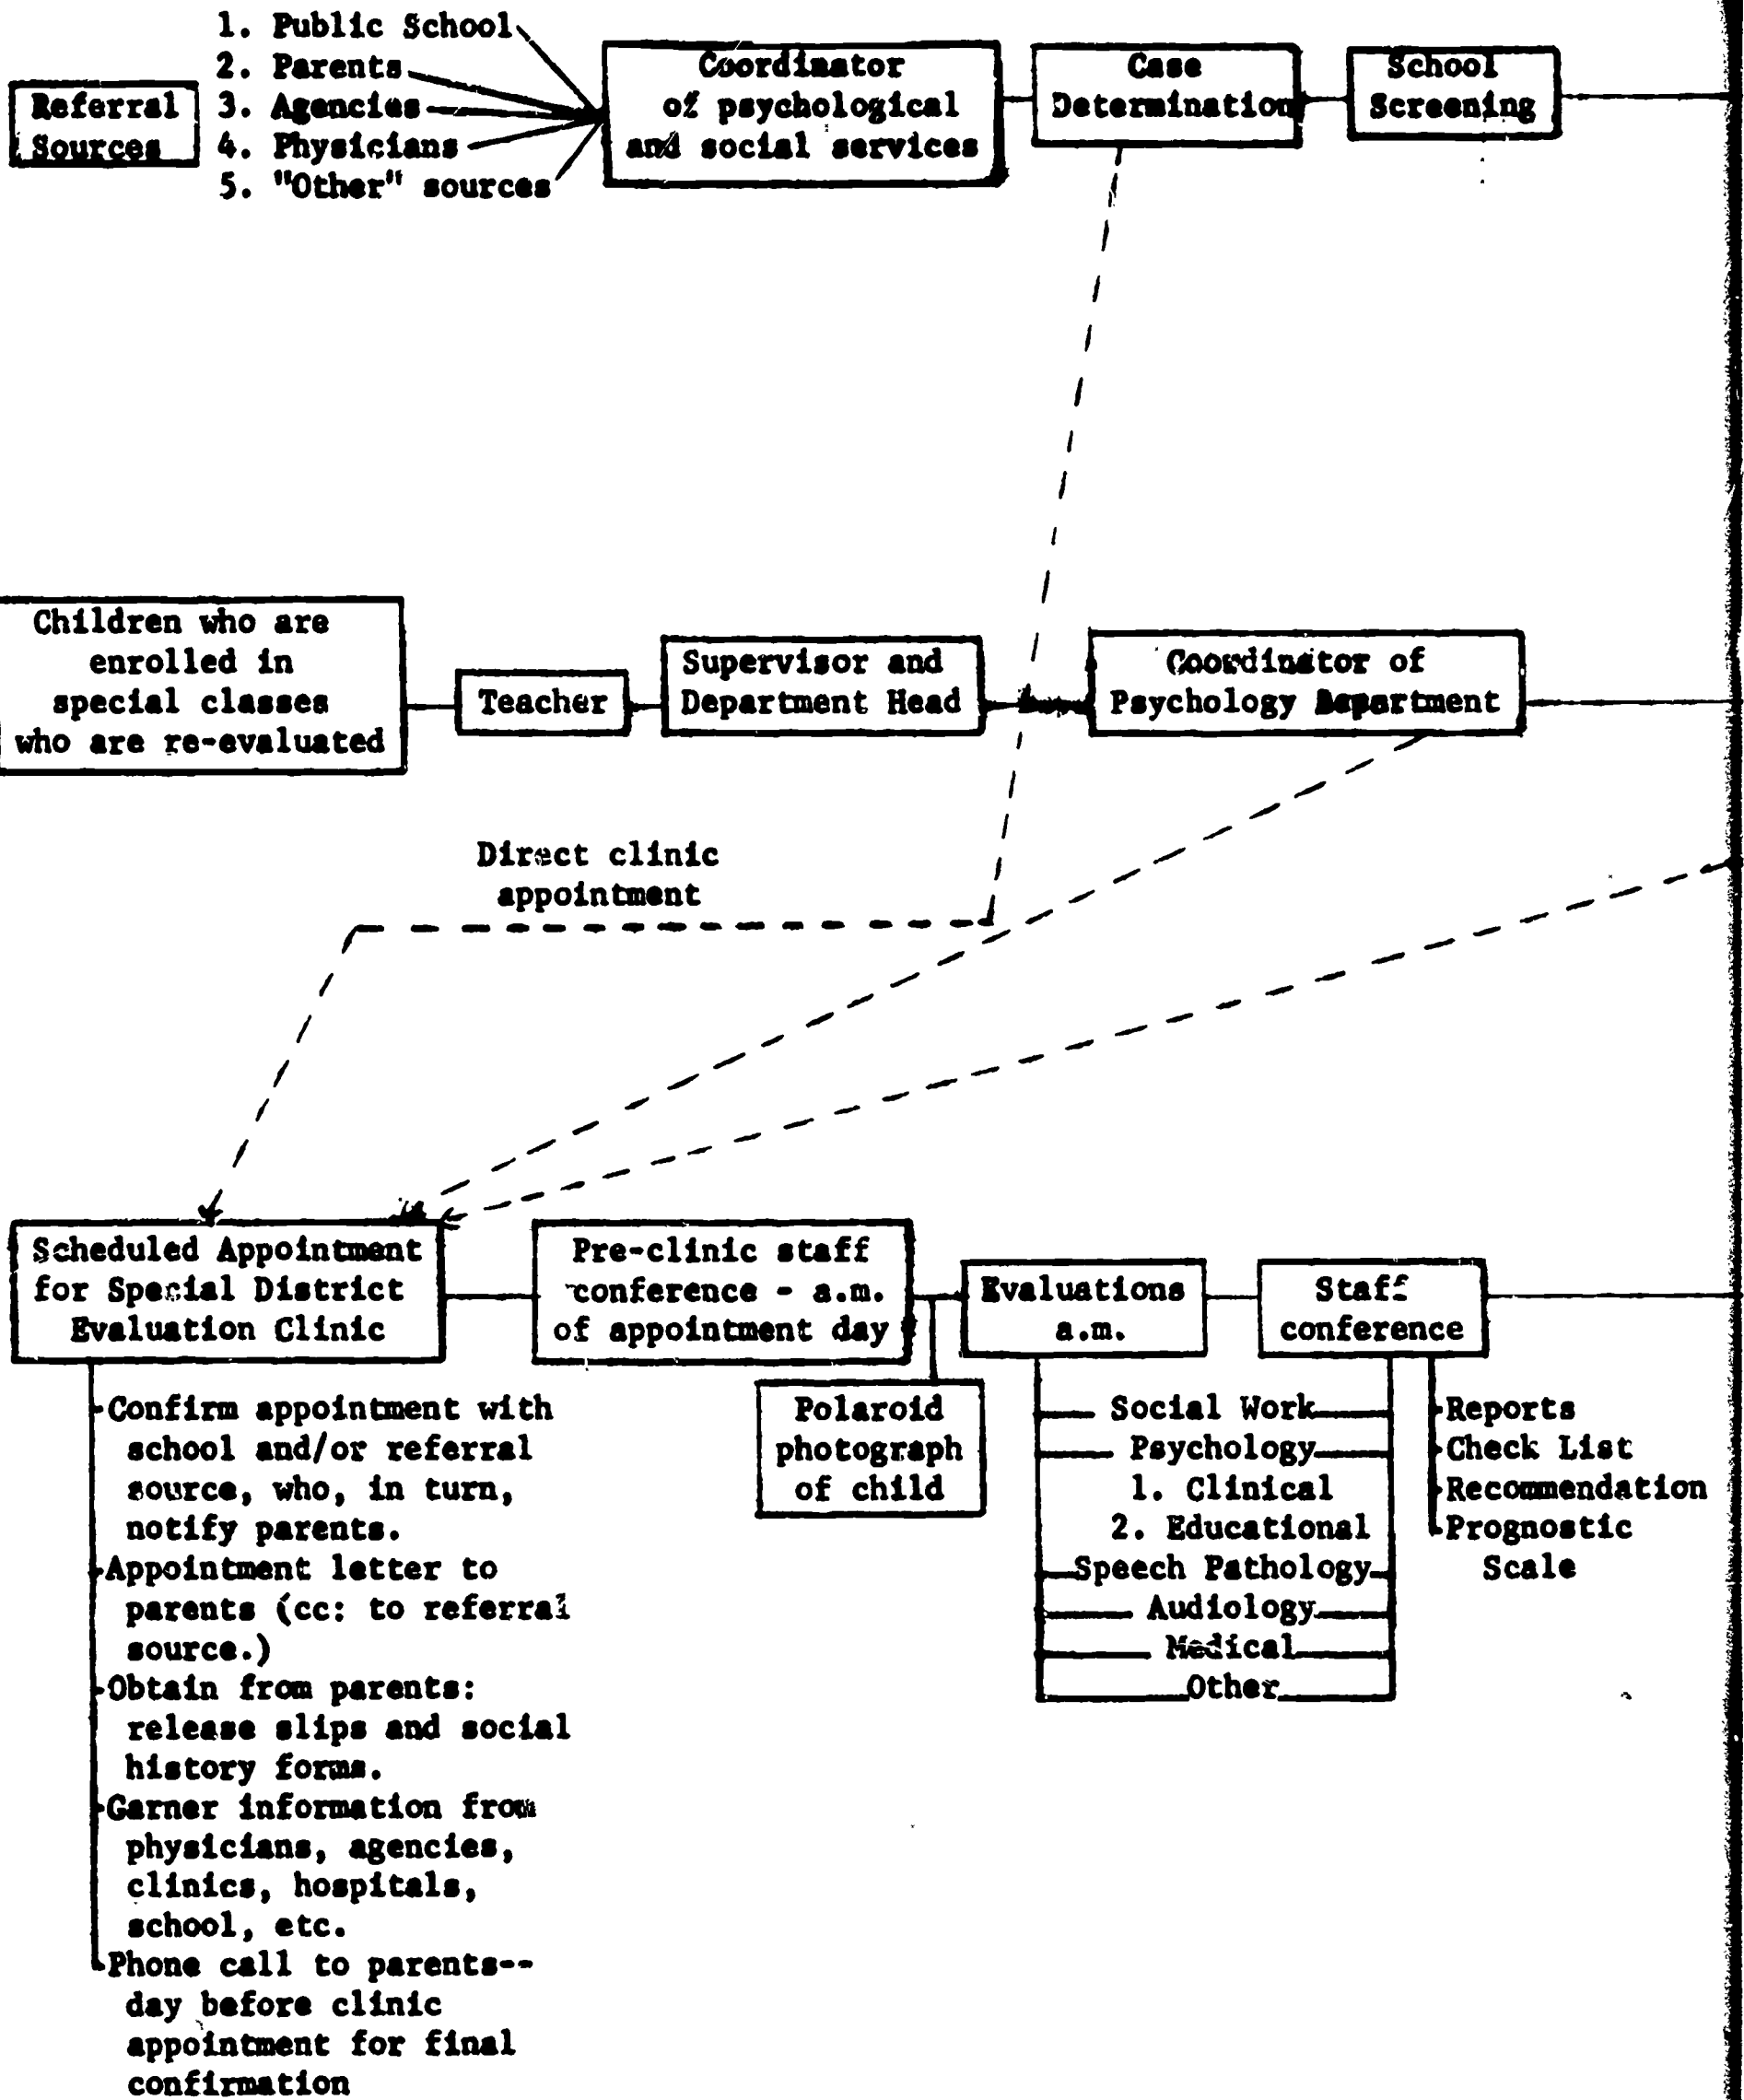 Referral
Sources
1. Public School
2. Parents
3. Agencies
4. Physicians
5. "Other" sources
Coordinator
of psychological
and social services
Case
Determination
School
Screening
Children who are
enrolled in
special classes
who are re-evaluated
Teacher
Supervisor and
Department Head
Coordinator of
Psychology Department
Direct clinic
appointment
Scheduled Appointment
for Special District
Evaluation Clinic
Confirm appointment with
school and/or referral
source, who, in turn,
notify parents.
Appointment letter to
parents (cc: to referral
source.)
Obtain from parents:
release slips and social
history forms.
Garner information from
physicians, agencies,
clinics, hospitals,
school, etc.
Phone call to parents--
day before clinic
appointment for final
confirmation
Pre-clinic staff
conference - a.m.
of appointment day
Polaroid
photograph
of child
Evaluations
a.m.
Social Work
Psychology
1. Clinical
2. Educational
Speech Pathology
Audiology
Medical
Other
Staff
conference
Reports
Check List
Recommendation
Prognostic
Scale